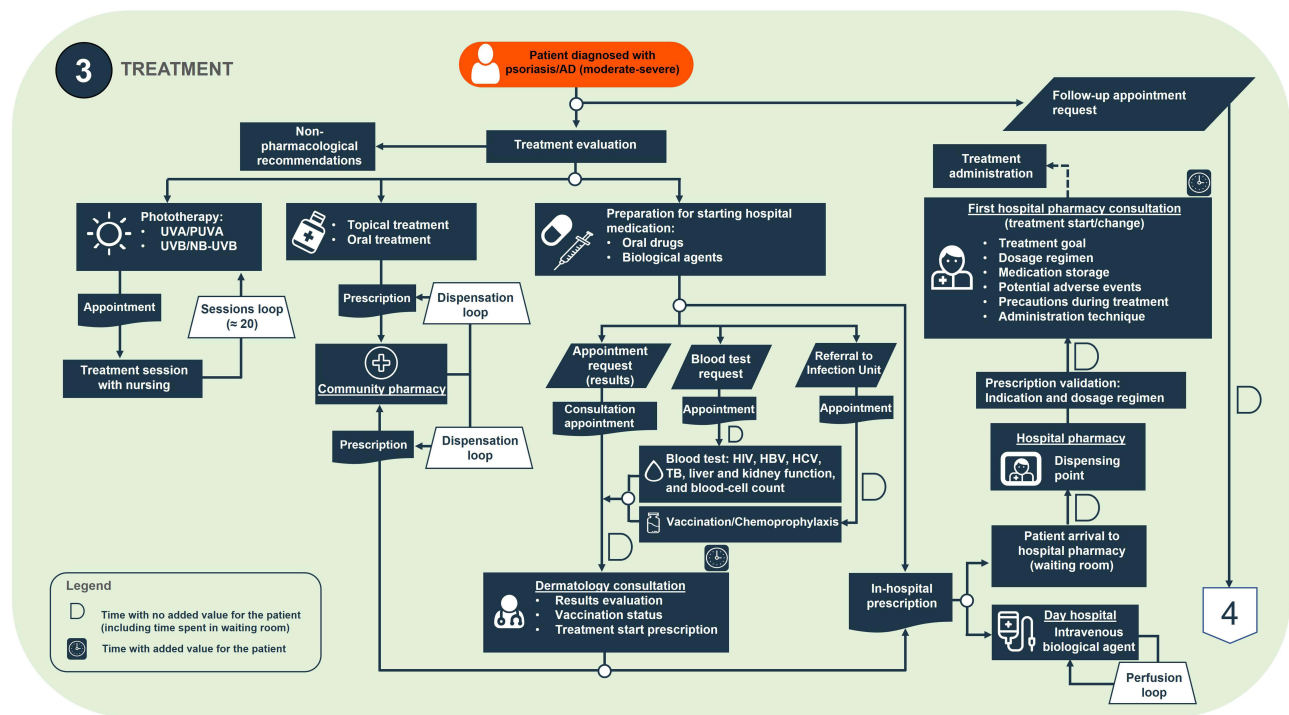 3 TREATMENT
Patient diagnosed with
psoriasis/AD (moderate-severe)
Follow-up appointment
request
Non-
pharmacological
recommendations
Treatment evaluation
Treatment
administration
Phototherapy:
• UVA/PUVA
• UVB/NB-UVB
• Topical treatment
• Oral treatment
Preparation for starting hospital
medication:
• Oral drugs
• Biological agents
First hospital pharmacy consultation
(treatment start/change)
• Treatment goal
• Dosage regimen
• Medication storage
• Potential adverse events
• Precautions during treatment
• Administration technique
Appointment
Sessions loop
(≈ 20)
Prescription
Dispensation
loop
Treatment session
with nursing
Community pharmacy
Appointment
request
(results)
Blood test
request
Referral to
Infection Unit
Prescription validation:
Indication and dosage regimen
Consultation
appointment
Appointment
Appointment
Prescription
Dispensation
loop
Hospital pharmacy
Dispensing
point
Blood test: HIV, HBV, HCV,
TB, liver and kidney function,
and blood-cell count
Vaccination/Chemoprophylaxis
Patient arrival to
hospital pharmacy
(waiting room)
Dermatology consultation
• Results evaluation
• Vaccination status
• Treatment start prescription
In-hospital
prescription
Day hospital
Intravenous
biological agent
Perfusion
loop
4
Legend
D Time with no added value for the patient
(including time spent in waiting room)
Time with added value for the patient